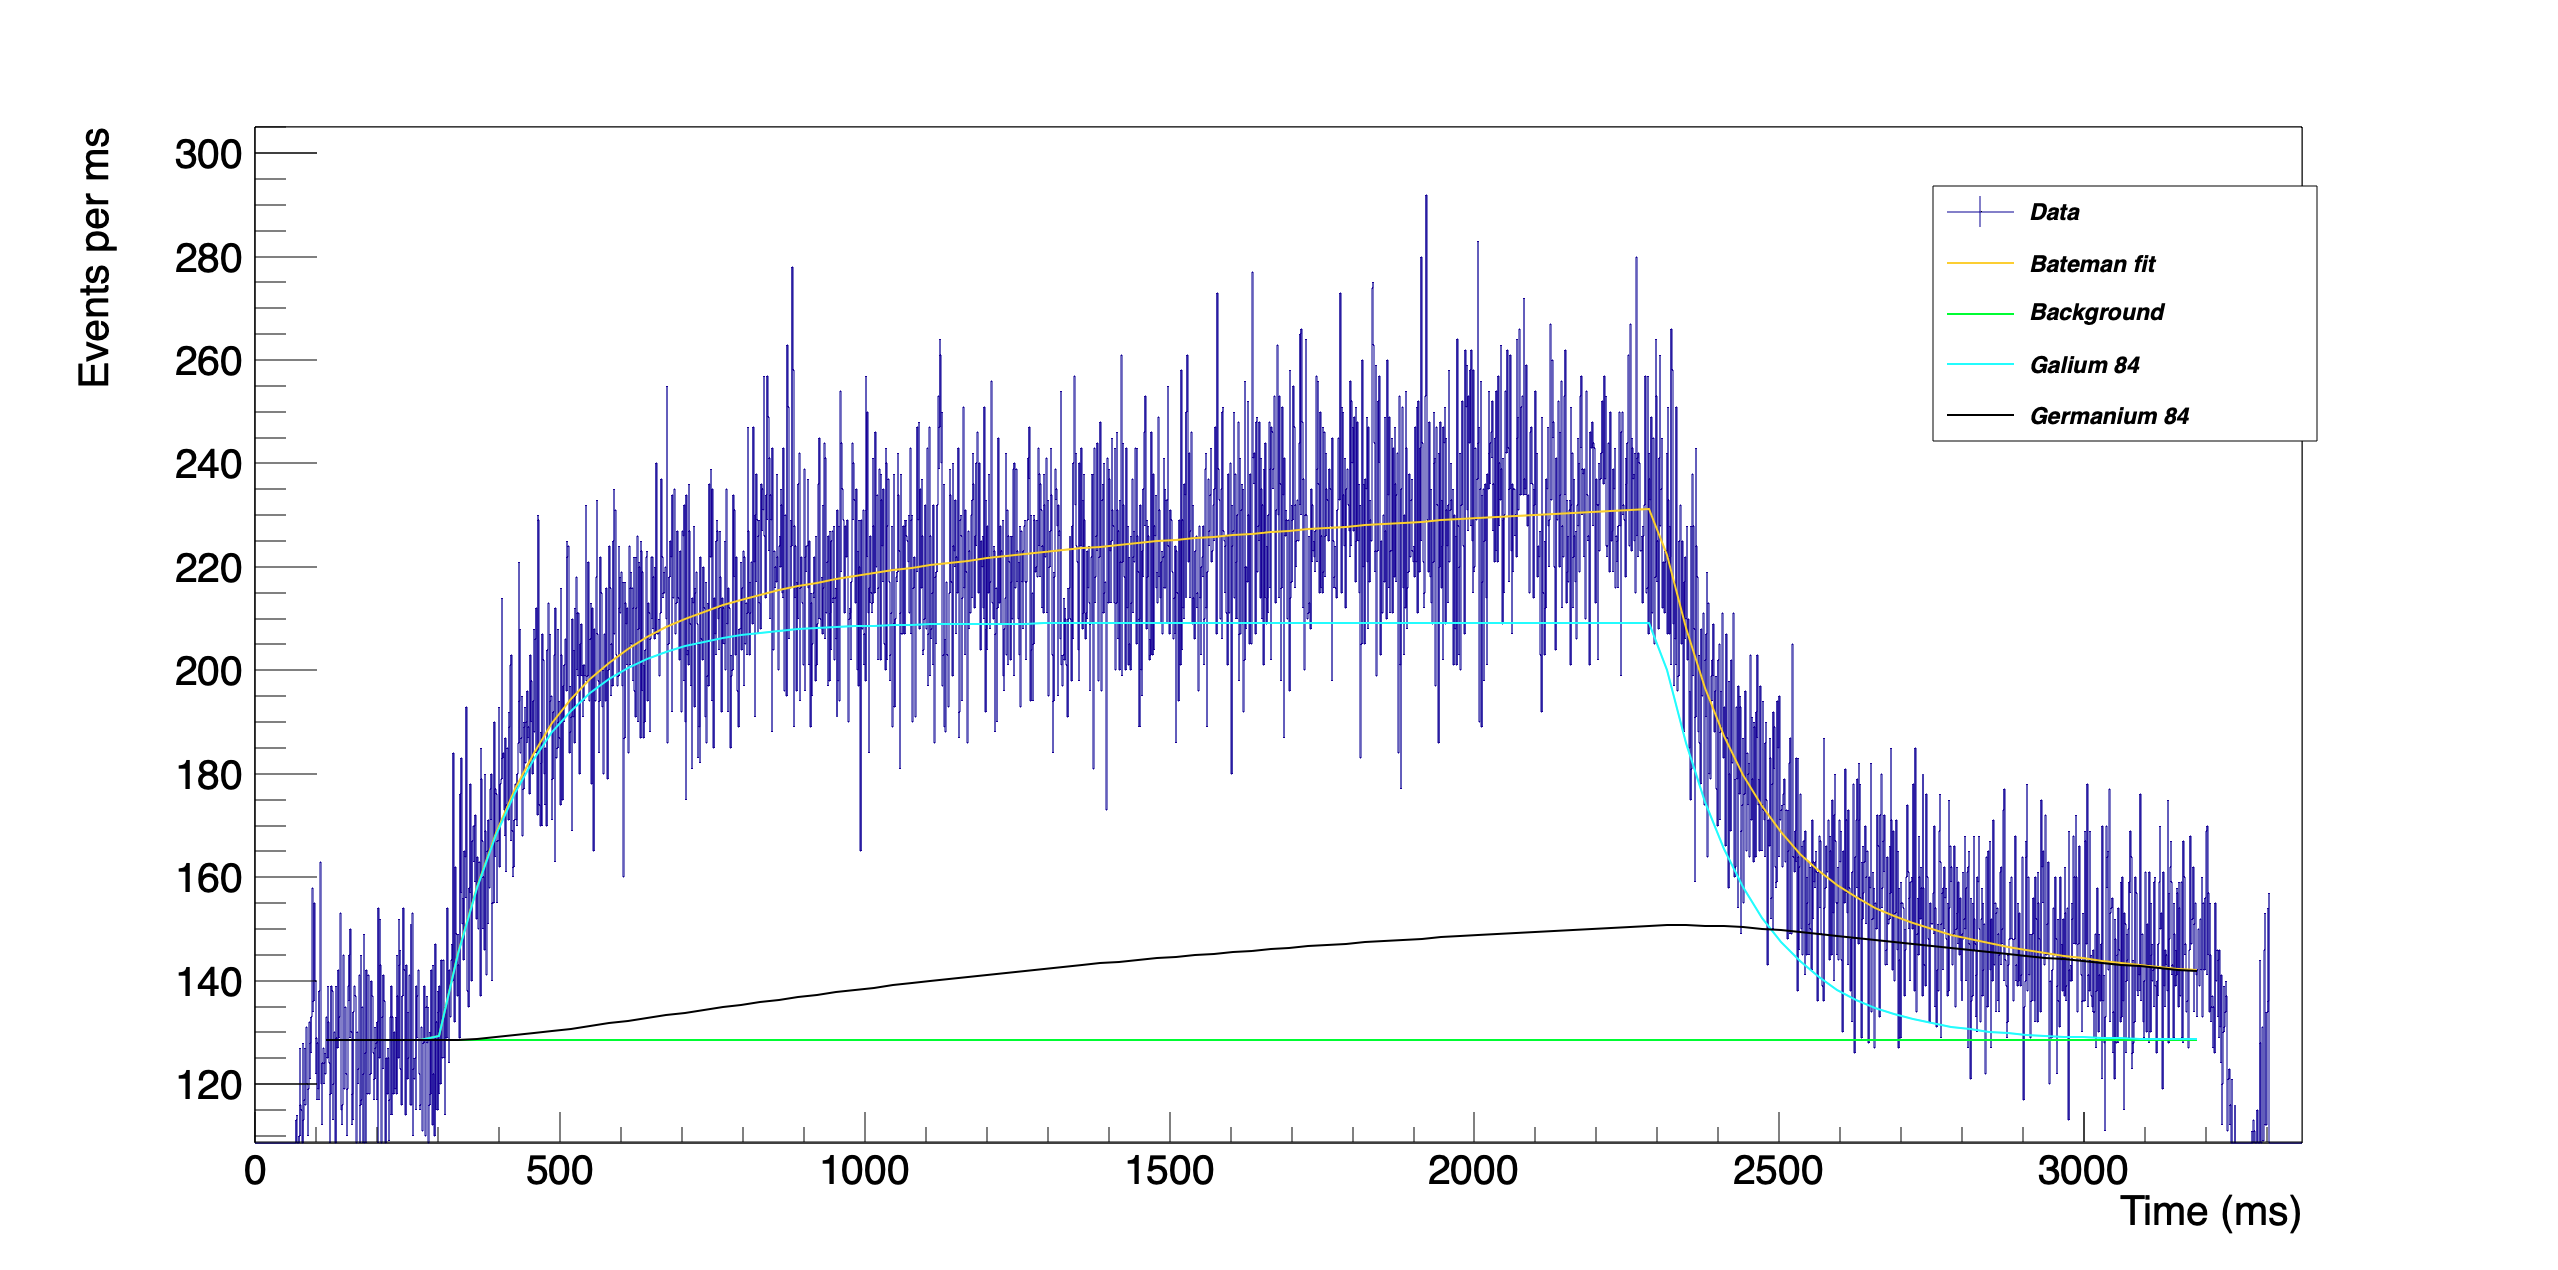 Events per ms
300
280
260
240
220
200
180
160
140
120
Data
Bateman fit
Background
Galium 84
Germanium 84
0 500 1000 1500 2000 2500 3000
Time (ms)